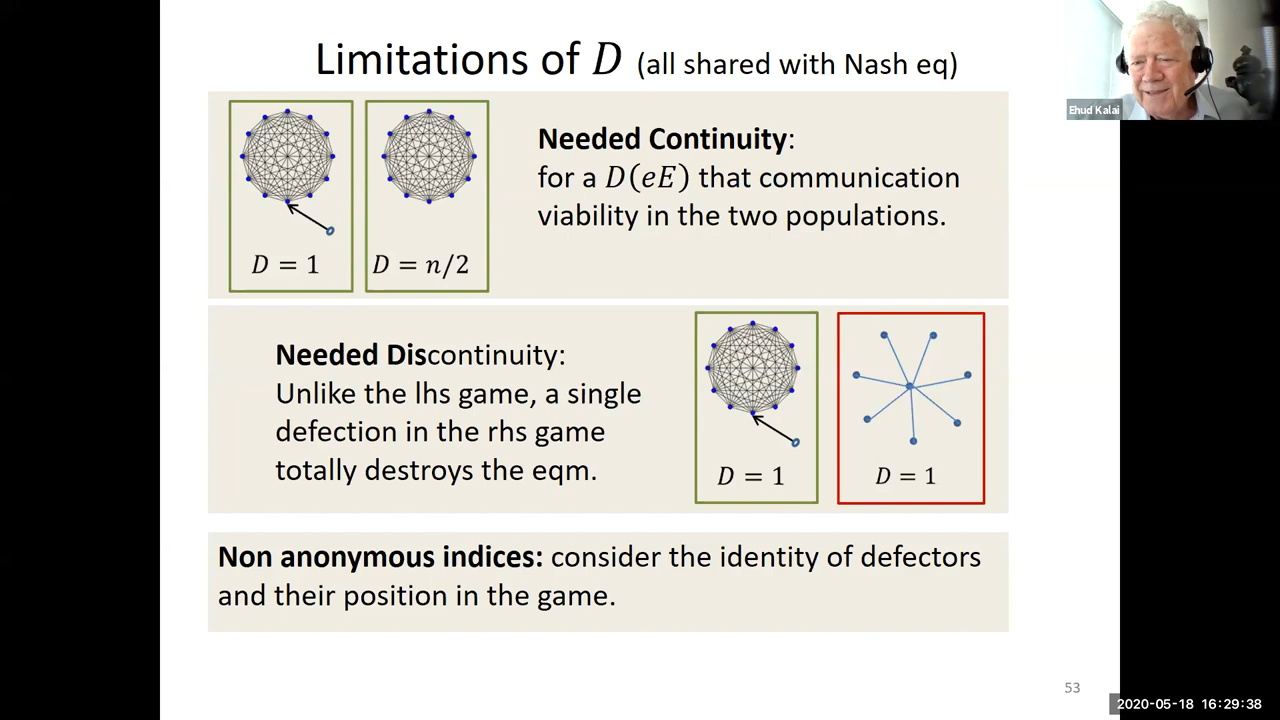 Limitations of D (all shared with Nash eq)
Ehud Kalai
Needed Continuity:
for a D(eE) that communication
viability in the two populations.
D = 1
D = n/2
Needed Discontinuity:
Unlike the lhs game, a single
defection in the rhs game
totally destroys the eqm.
D = 1
D = 1
Non anonymous indices: consider the identity of defectors
and their position in the game.
53
2020-05-18 16:29:38